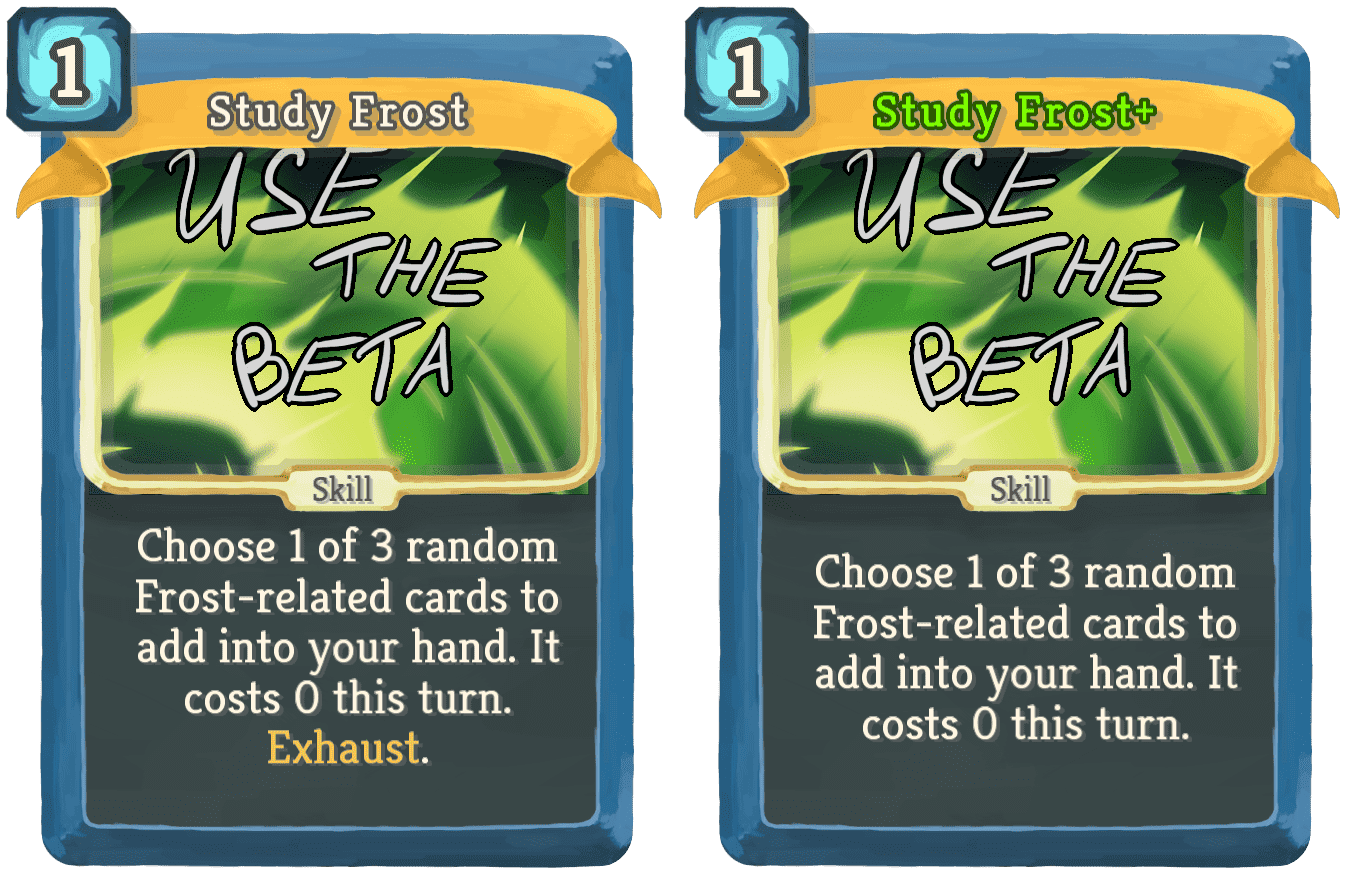 1
Study Frost
USE
THE
BETA
Skill
Choose 1 of 3 random
Frost-related cards to
add into your hand. It
costs 0 this turn.
Exhaust.
1
Study Frost+
USE
THE
BETA
Skill
Choose 1 of 3 random
Frost-related cards to
add into your hand. It
costs 0 this turn.